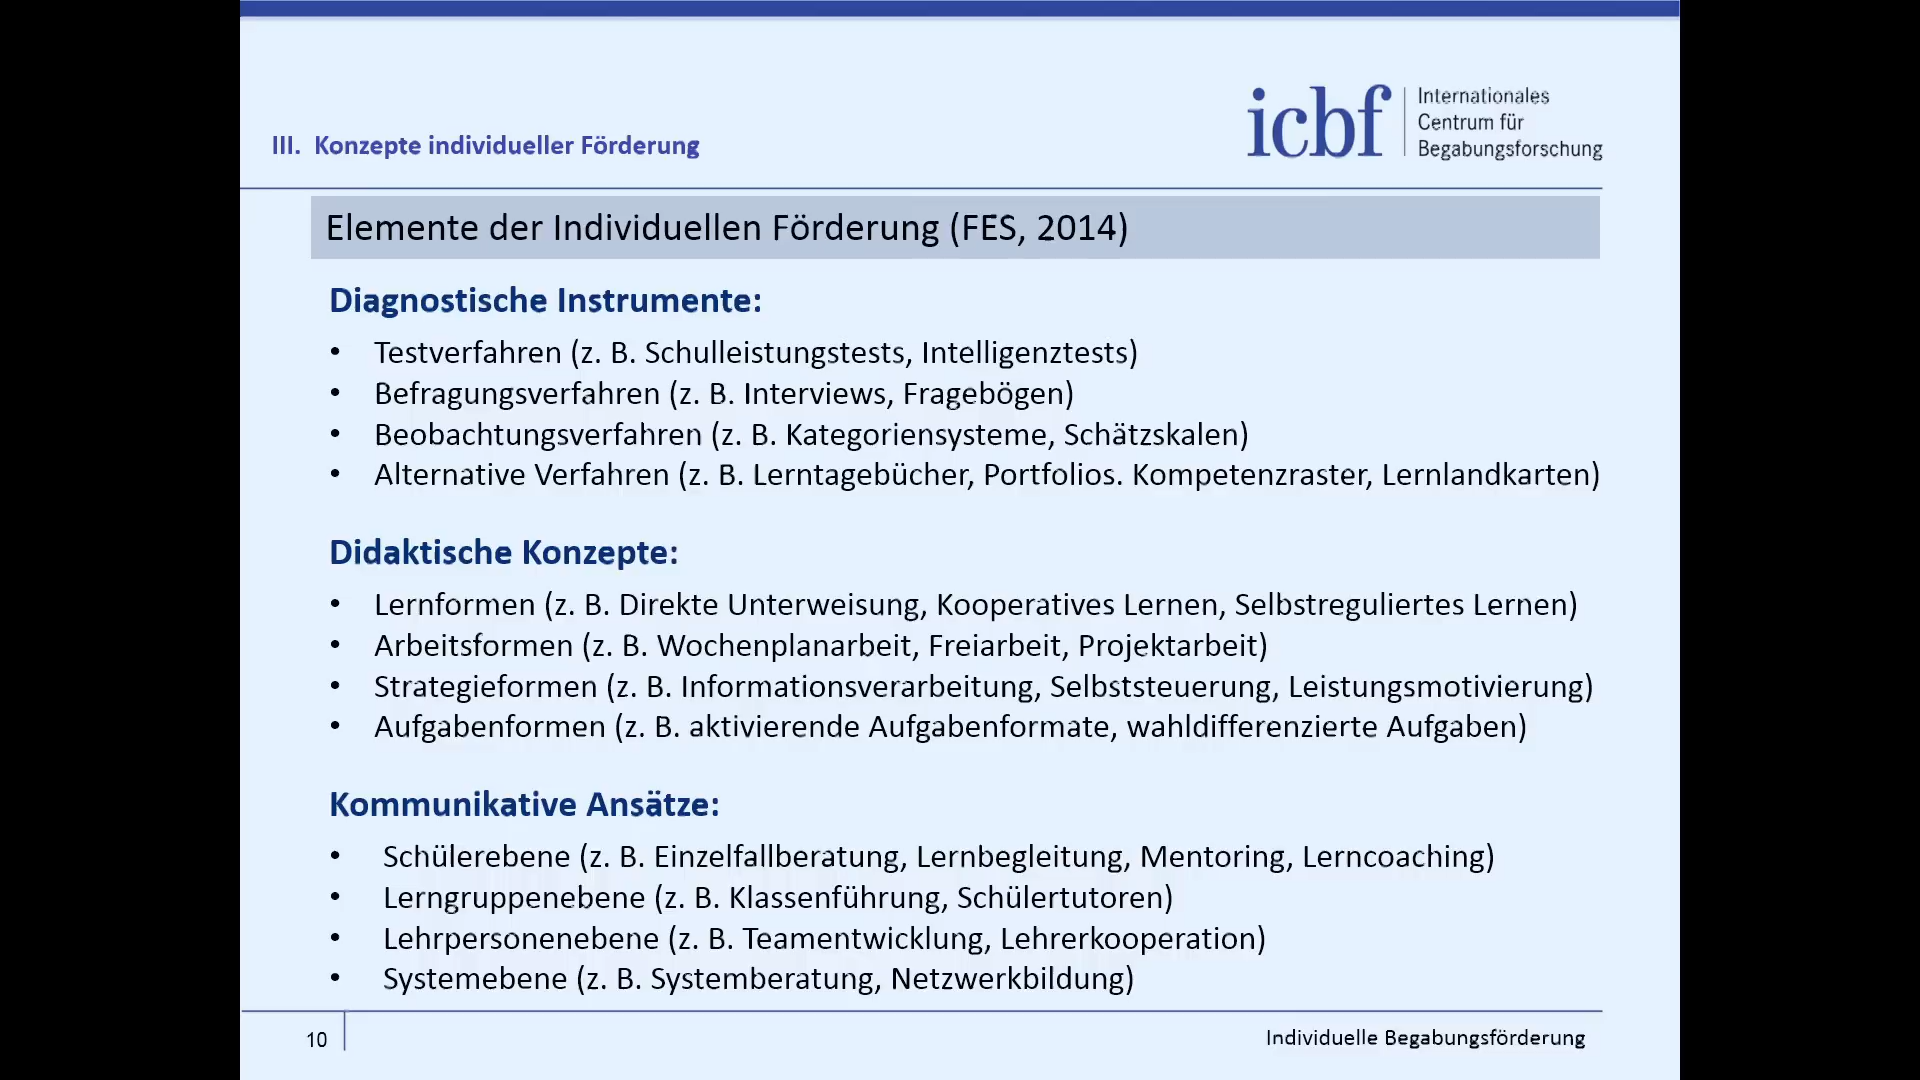 III. Konzepte individueller Förderung
icbf
Internationales
Centrum für
Begabungsforschung
Elemente der Individuellen Förderung (FES, 2014)
Diagnostische Instrumente:
• Testverfahren (z. B. Schulleistungstests, Intelligenztests)
• Befragungsverfahren (z. B. Interviews, Fragebögen)
• Beobachtungsverfahren (z. B. Kategoriensysteme, Schätzskalen)
• Alternative Verfahren (z. B. Lerntagebücher, Portfolios. Kompetenzraster, Lernlandkarten)
Didaktische Konzepte:
• Lernformen (z. B. Direkte Unterweisung, Kooperatives Lernen, Selbstreguliertes Lernen)
• Arbeitsformen (z. B. Wochenplanarbeit, Freiarbeit, Projektarbeit)
• Strategieformen (z. B. Informationsverarbeitung, Selbststeuerung, Leistungsmotivierung)
• Aufgabenformen (z. B. aktivierende Aufgabenformate, wahldifferenzierte Aufgaben)
Kommunikative Ansätze:
• Schülerebene (z. B. Einzelfallberatung, Lernbegleitung, Mentoring, Lerncoaching)
• Lerngruppenebene (z. B. Klassenführung, Schülertutoren)
• Lehrpersonenebene (z. B. Teamentwicklung, Lehrerkooperation)
• Systemebene (z. B. Systemberatung, Netzwerkbildung)
10
Individuelle Begabungsförderung